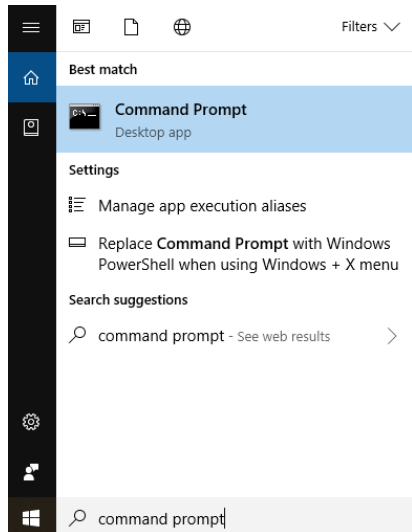 Filters
Best match
C:\_
Command Prompt
Desktop app
Settings
Manage app execution aliases
Replace Command Prompt with Windows
PowerShell when using Windows + X menu
Search suggestions
command prompt - See web results
command prompt